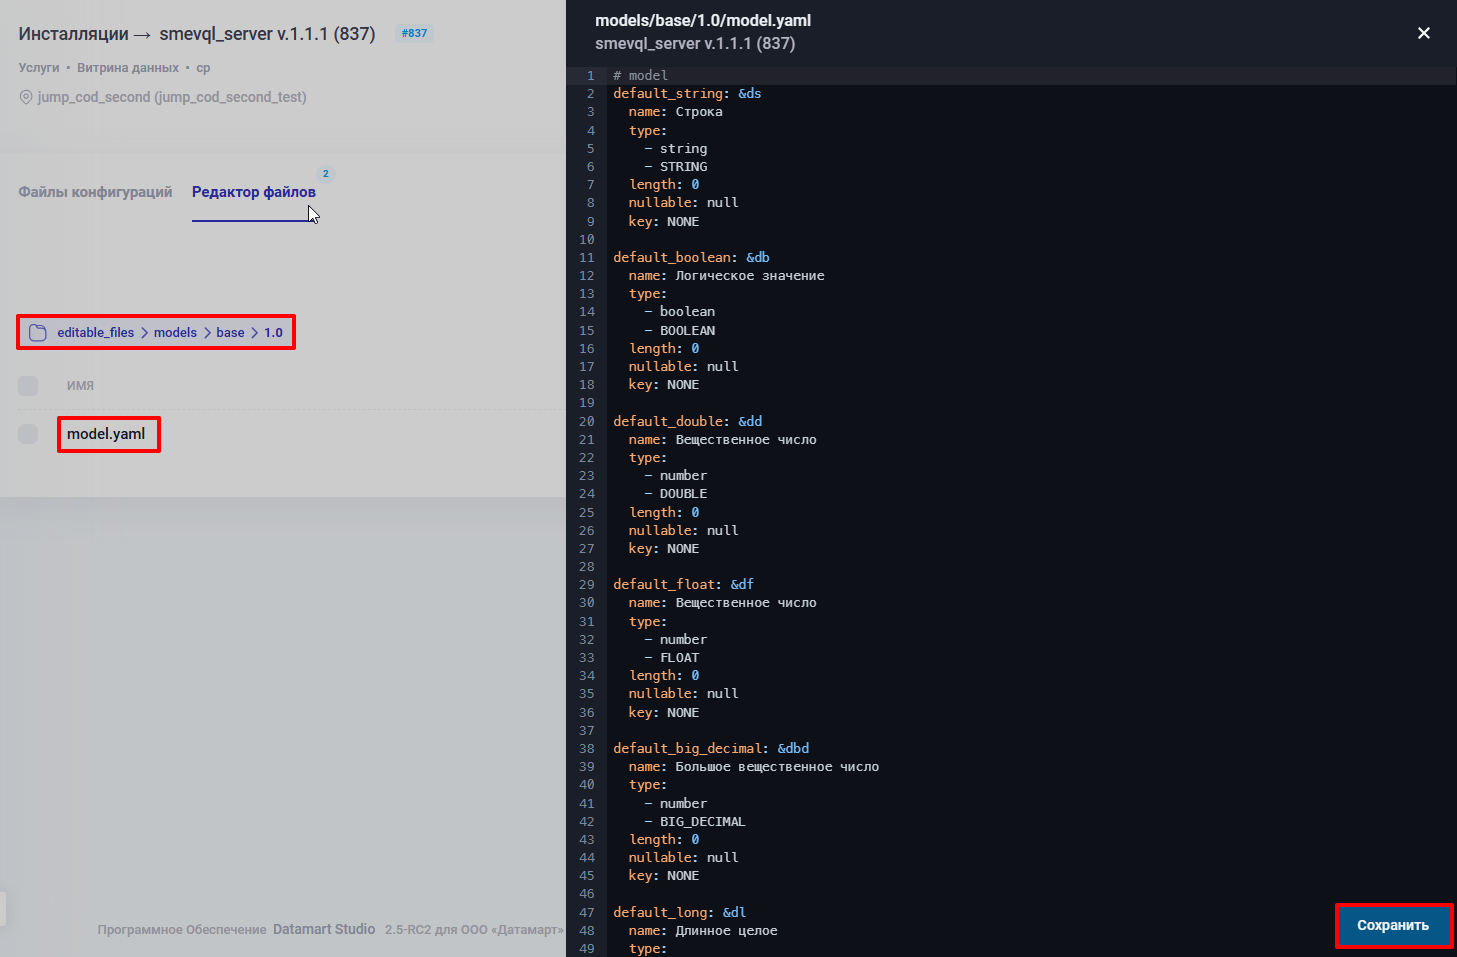 Инсталляции → smevql_server v.1.1.1 (837) #837
Услуги • Витрина данных • ср
jump_cod_second (jump_cod_second_test)
Файлы конфигураций Редактор файлов 2
editable_files > models > base > 1.0
ИМЯ
model.yaml
Программное Обеспечение Datamart Studio 2.5-RC2 для ООО «Датамарт»
models/base/1.0/model.yaml
smevql_server v.1.1.1 (837)
1 # model
2 default_string: &ds
3 name: Строка
4 type:
5 - string
6 - STRING
7 length: 0
8 nullable: null
9 key: NONE
10
11 default_boolean: &db
12 name: Логическое значение
13 type:
14 - boolean
15 - BOOLEAN
16 length: 0
17 nullable: null
18 key: NONE
19
20 default_double: &dd
21 name: Вещественное число
22 type:
23 - number
24 - DOUBLE
25 length: 0
26 nullable: null
27 key: NONE
28
29 default_float: &df
30 name: Вещественное число
31 type:
32 - number
33 - FLOAT
34 length: 0
35 nullable: null
36 key: NONE
37
38 default_big_decimal: &dbd
39 name: Большое вещественное число
40 type:
41 - number
42 - BIG_DECIMAL
43 length: 0
44 nullable: null
45 key: NONE
46
47 default_long: &dl
48 name: Длинное целое
49 type:
Сохранить